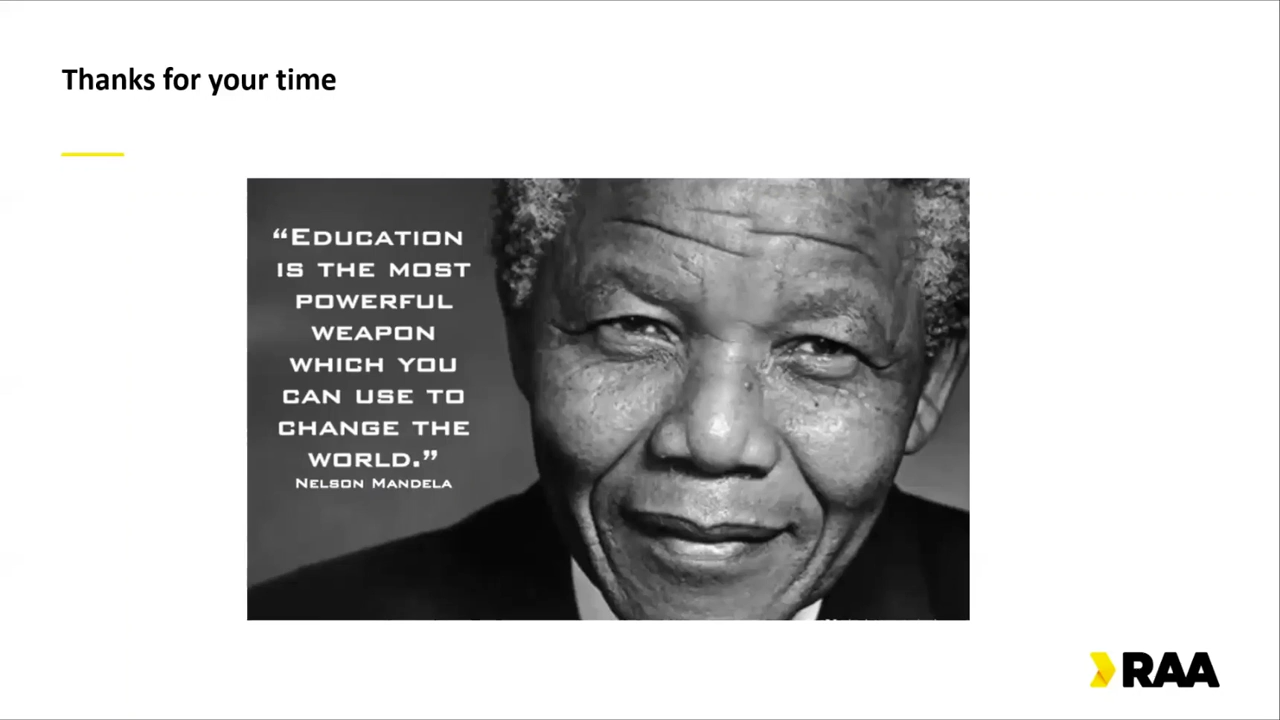 Thanks for your time
“EDUCATION
IS THE MOST
POWERFUL
WEAPON
WHICH YOU
CAN USE TO
CHANGE THE
WORLD.”
NELSON MANDELA
RAA